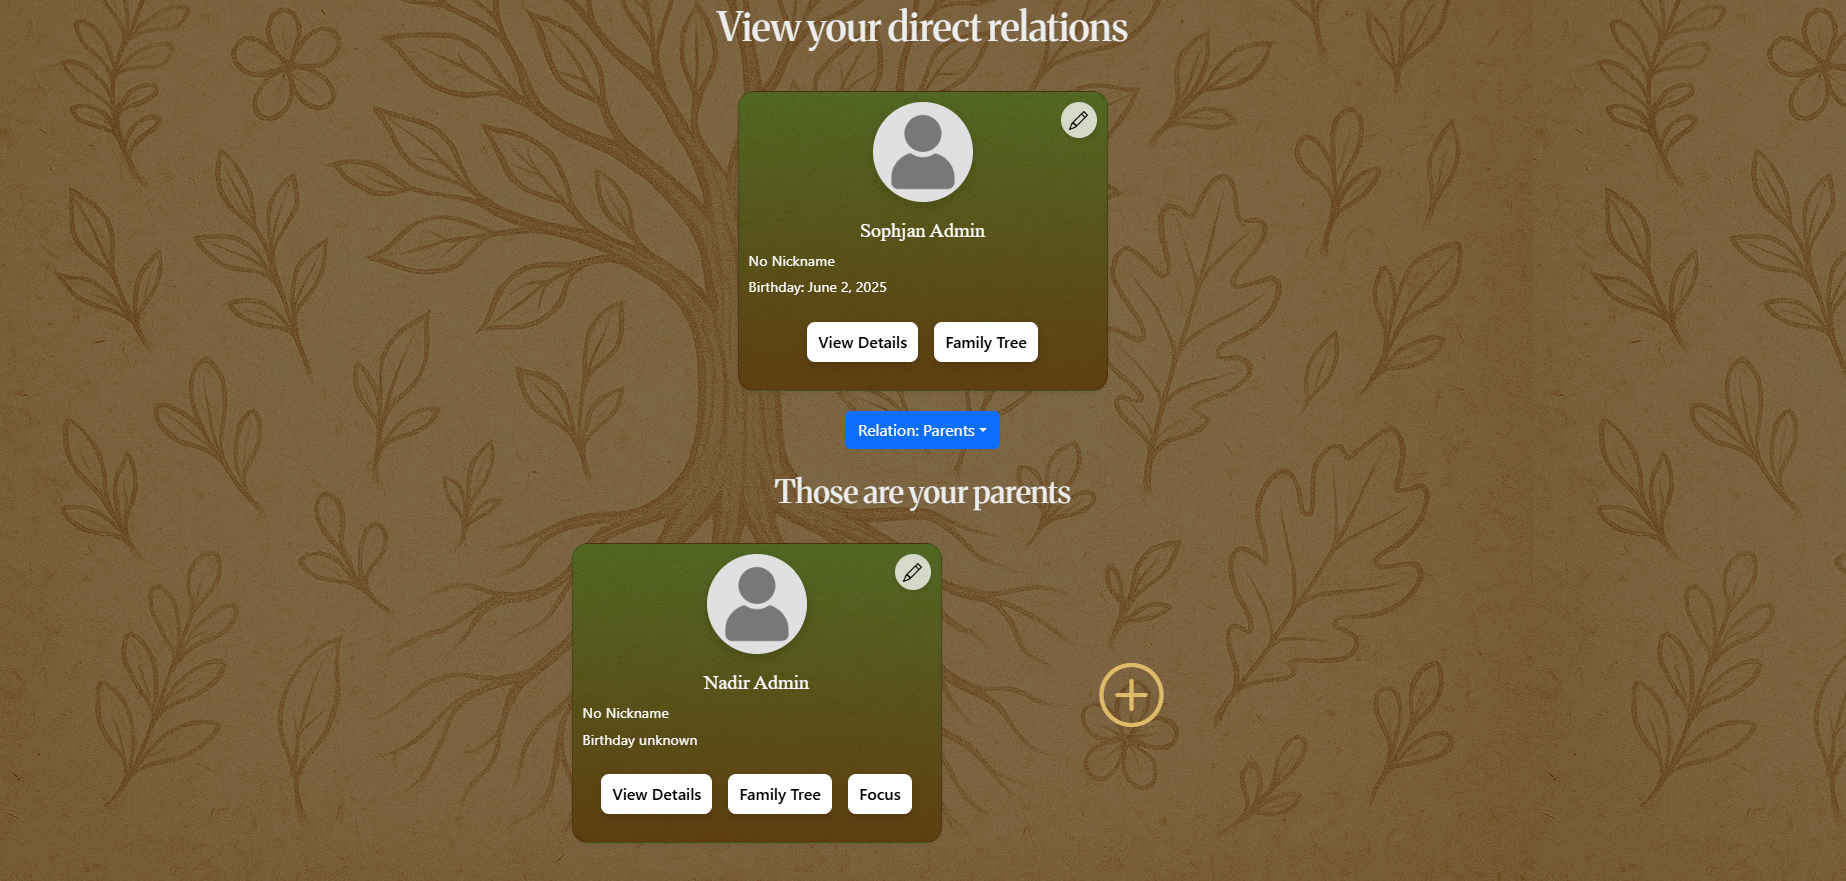 View your direct relations
Sophjan Admin
No Nickname
Birthday: June 2, 2025
View Details Family Tree
Relation: Parents
Those are your parents
Nadir Admin
No Nickname
Birthday unknown
View Details Family Tree Focus